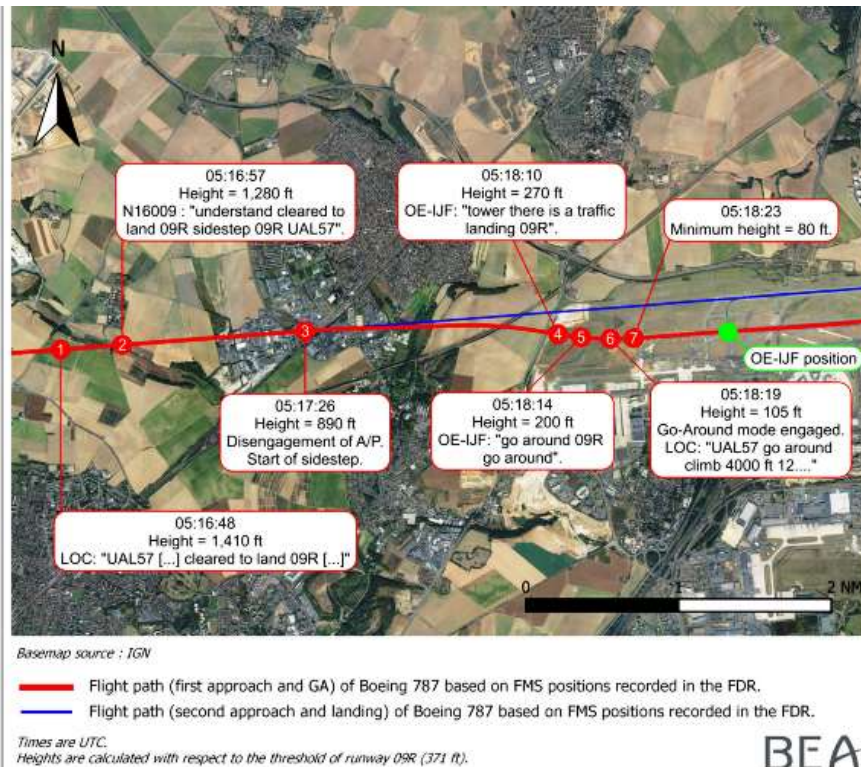 N
05:16:57
Height = 1,280 ft
N16009 : "understand cleared to
land 09R sidestep 09R UAL57".
05:18:10
Height = 270 ft
OE-IJF: "tower there is a traffic
landing 09R".
05:18:23
Minimum height = 80 ft.
1
2
3
4
5
6
7
OE-IJF position
05:17:26
Height = 890 ft
Disengagement of A/P.
Start of sidestep.
05:18:14
Height = 200 ft
OE-IJF: "go around 09R
go around".
05:18:19
Height = 105 ft
Go-Around mode engaged.
LOC: "UAL57 go around
climb 4000 ft 12...."
05:16:48
Height = 1,410 ft
LOC: "UAL57 [...] cleared to land 09R [...]"
0 1 2 NM
Basemap source : IGN
Flight path (first approach and GA) of Boeing 787 based on FMS positions recorded in the FDR.
Flight path (second approach and landing) of Boeing 787 based on FMS positions recorded in the FDR.
Times are UTC.
Heights are calculated with respect to the threshold of runway 09R (371 ft).
BEA